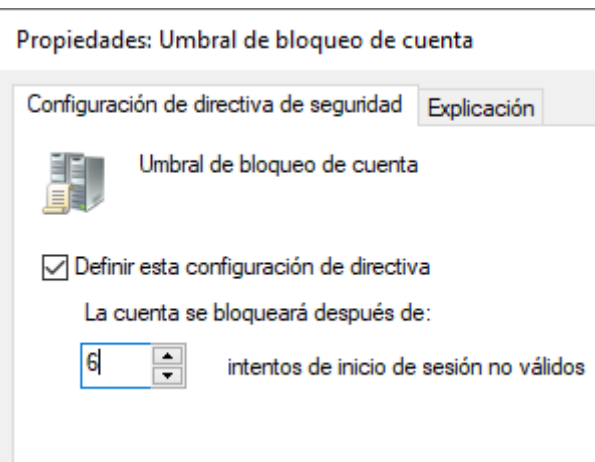 Propiedades: Umbral de bloqueo de cuenta
Configuración de directiva de seguridad
Explicación
Umbral de bloqueo de cuenta
Definir esta configuración de directiva
La cuenta se bloqueará después de:
6 intentos de inicio de sesión no válidos